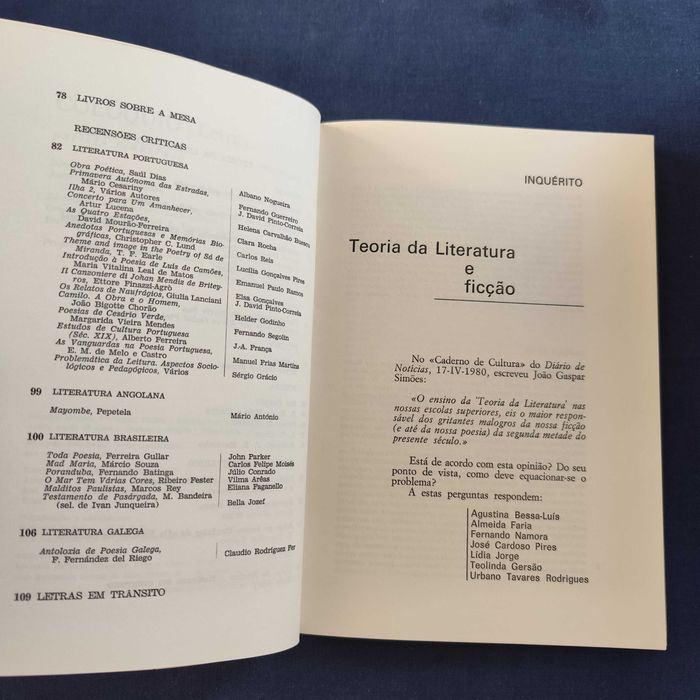 78 LIVROS SOBRE A MESA
RECENSÕES CRITICAS
82 LITERATURA PORTUGUESA
Obra Poética, Saúl Dias
Albano Nogueira
Primavera Autónoma das Estradas,
Mário Cesariny
Fernando Guerreiro
Ilha 2, Vários Autores
J. David Pinto-Correia
Concerto para Um Amanhecer,
Artur Lucena
Helena Carvalhão Buescu
As Quatro Estações,
David Mourão-Ferreira
Clara Rocha
Anedotas Portuguesas e Memórias Bio-
gráficas, Christopher C. Lund
Carlos Reis
Theme and image in the Poetry of Sá de
Miranda, T. F. Earle
Lucília Gonçalves Pires
Introdução à Poesia de Luís de Camões,
Maria Vitalina Leal de Matos
Emanuel Paulo Ramos
Il Canzoniere di Johan Mendiz de Britey-
ros, Ettore Finazzi-Agrò
Elsa Gonçalves
Os Relatos de Naufrágios, Giulia Lanciani
J. David Pinto-Correia
Camilo. A Obra e o Homem,
João Bigotte Chorão
Helder Godinho
Poesias de Cesário Verde,
Margarida Vieira Mendes
Fernando Segolin
Estudos de Cultura Portuguesa
(Séc. XIX), Alberto Ferreira
J.-A. França
As Vanguardas na Poesia Portuguesa,
E. M. de Melo e Castro
Manuel Frias Martins
Problemática da Leitura. Aspectos Socio-
lógicos e Pedagógicos, Vários
Sérgio Grácio
99 LITERATURA ANGOLANA
Mayombe, Pepetela
Mário António
100 LITERATURA BRASILEIRA
Toda Poesia, Ferreira Gullar
John Parker
Mad Maria, Márcio Souza
Carlos Felipe Moisés
Poranduba, Fernando Batinga
Júlio Conrado
O Mar Tem Várias Cores, Ribeiro Fester
Vilma Arêas
Malditos Paulistas, Marcos Rey
Eliana Paganello
Testamento de Pasárgada, M. Bandeira
(sel. de Ivan Junqueira)
Bella Jozef
106 LITERATURA GALEGA
Antoloxia de Poesia Galega,
F. Fernández del Riego
Claudio Rodríguez Fer
109 LETRAS EM TRÂNSITO
INQUÉRITO
Teoria da Literatura
e
ficção
No «Caderno de Cultura» do Diário de
Notícias, 17-IV-1980, escreveu João Gaspar
Simões:
«O ensino da 'Teoria da Literatura' nas
nossas escolas superiores, eis o maior respon-
sável dos gritantes malogros da nossa ficção
(e até da nossa poesia) da segunda metade do
presente século.»
Está de acordo com esta opinião? Do seu
ponto de vista, como deve equacionar-se o
problema?
A estas perguntas respondem:
Agustina Bessa-Luís
Almeida Faria
Fernando Namora
José Cardoso Pires
Lídia Jorge
Teolinda Gersão
Urbano Tavares Rodrigues